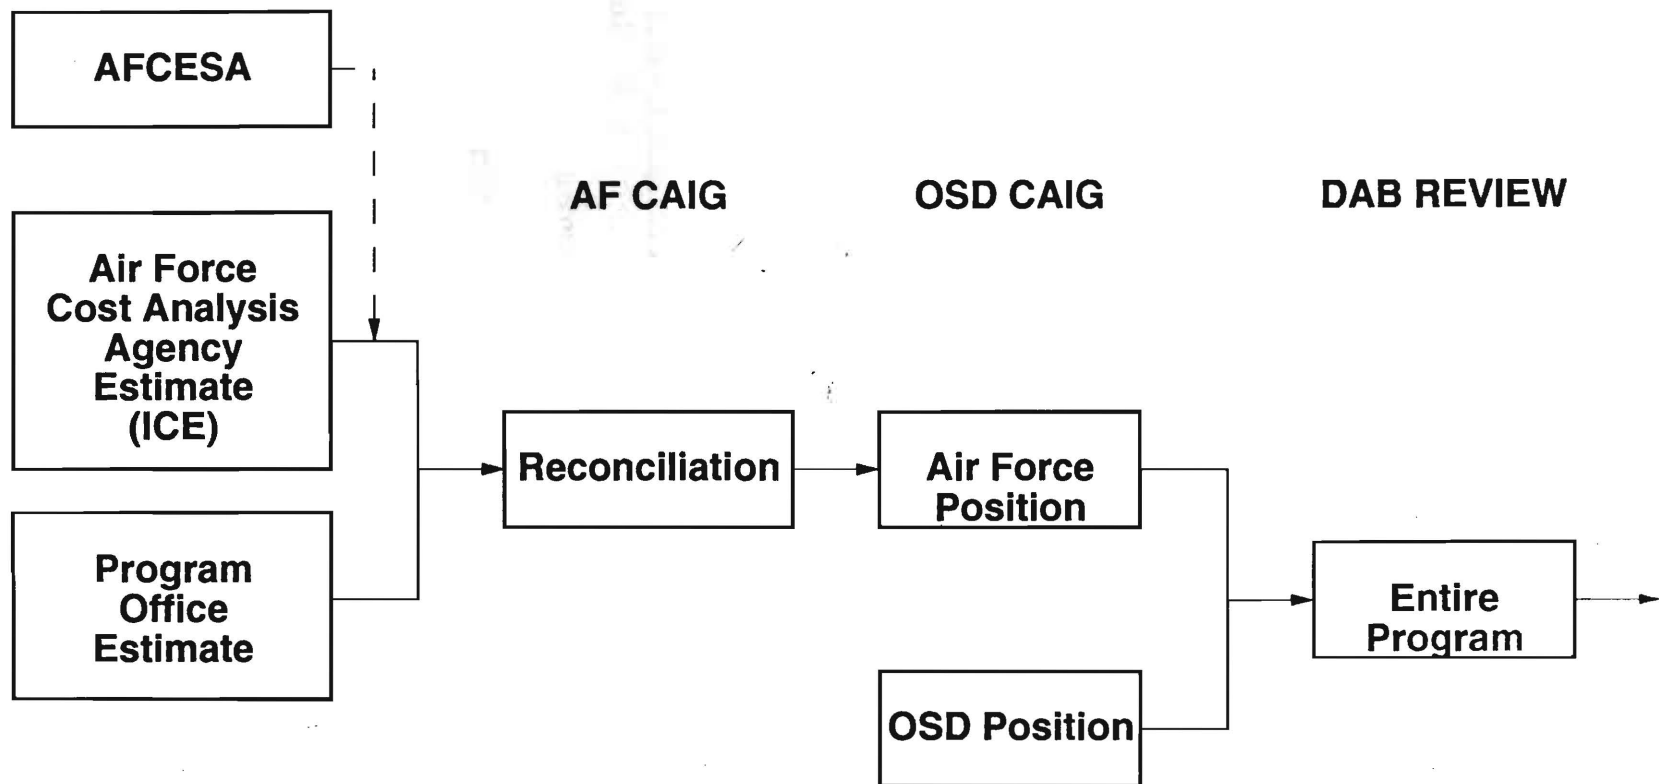 AFCESA
AF CAIG
OSD CAIG
DAB REVIEW
Air Force
Cost Analysis
Agency
Estimate
(ICE)
Reconciliation
Air Force
Position
Program
Office
Estimate
Entire
Program
OSD Position